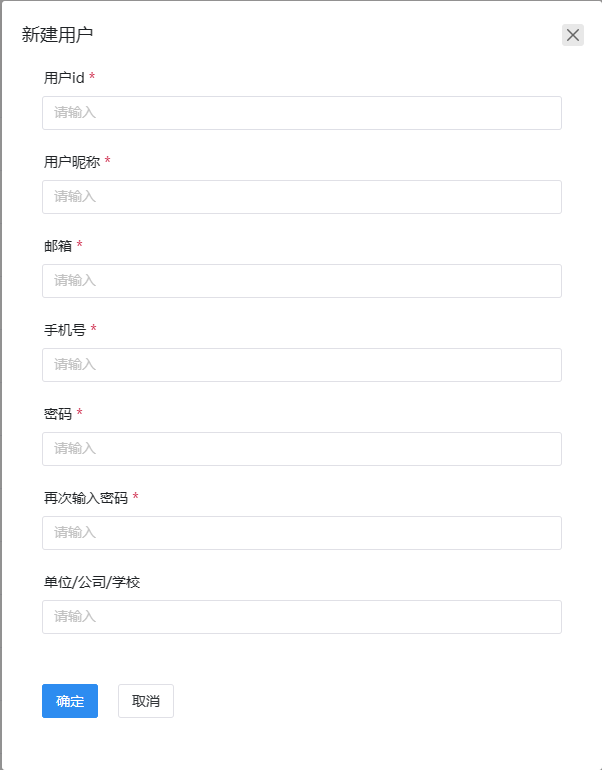 新建用户
用户id *
请输入
用户昵称 *
请输入
邮箱 *
请输入
手机号 *
请输入
密码 *
请输入
再次输入密码 *
请输入
单位/公司/学校
请输入
确定 取消